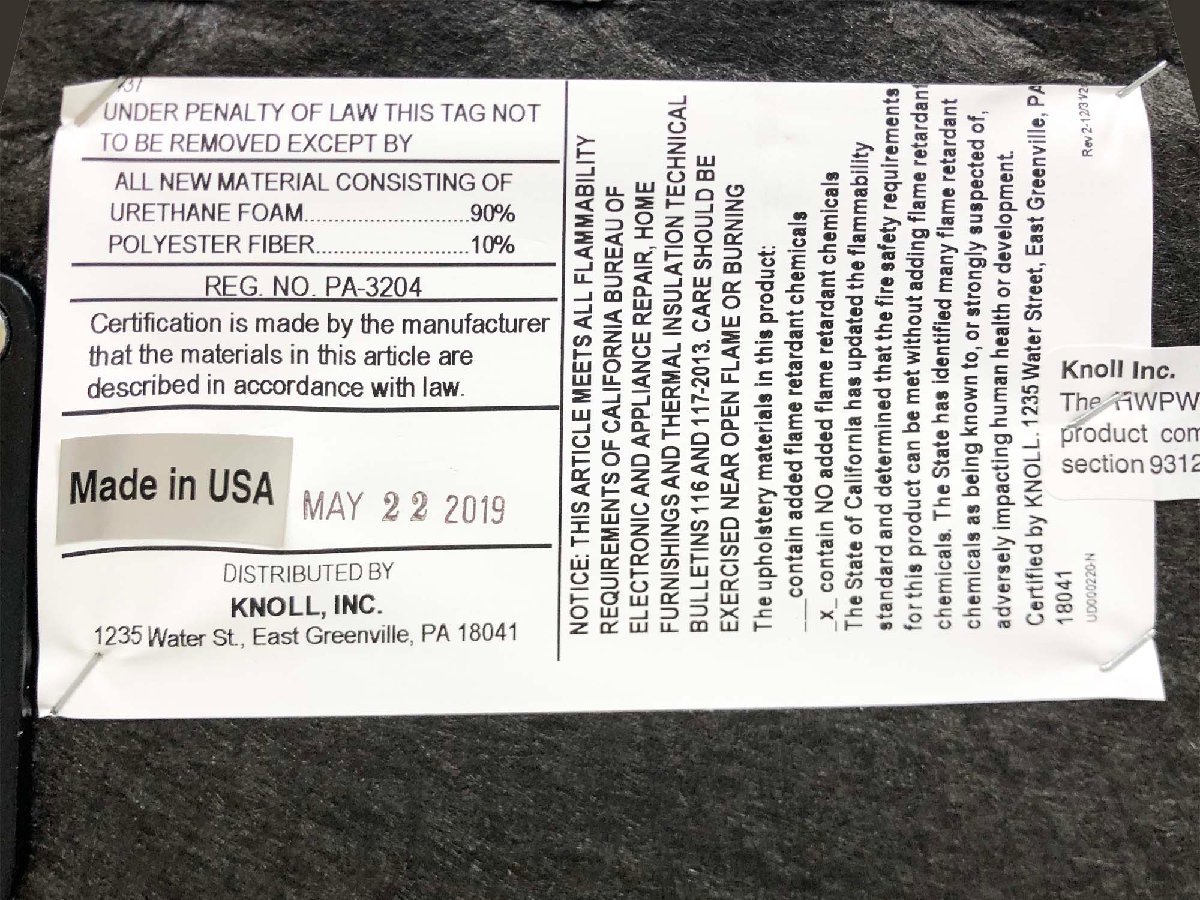 UNDER PENALTY OF LAW THIS TAG NOT
TO BE REMOVED EXCEPT BY
ALL NEW MATERIAL CONSISTING OF
URETHANE FOAM............................90%
POLYESTER FIBER..........................10%
REG. NO. PA-3204
Certification is made by the manufacturer
that the materials in this article are
described in accordance with law.
Made in USA
MAY 22 2019
DISTRIBUTED BY
KNOLL, INC.
1235 Water St., East Greenville, PA 18041
NOTICE: THIS ARTICLE MEETS ALL FLAMMABILITY
REQUIREMENTS OF CALIFORNIA BUREAU OF
ELECTRONIC AND APPLIANCE REPAIR, HOME
FURNISHINGS AND THERMAL INSULATION TECHNICAL
BULLETINS 116 AND 117-2013. CARE SHOULD BE
EXERCISED NEAR OPEN FLAME OR BURNING
The upholstery materials in this product:
___contain added flame retardant chemicals
_x_ contain NO added flame retardant chemicals
The State of California has updated the flammability
standard and determined that the fire safety requirements
for this product can be met without adding flame retardant
chemicals. The State has identified many flame retardant
chemicals as being known to, or strongly suspected of,
adversely impacting human health or development.
Certified by KNOLL. 1235 Water Street, East Greenville, PA
18041
U0000220-N
Knoll Inc.
The HWPW
product com
section 9312